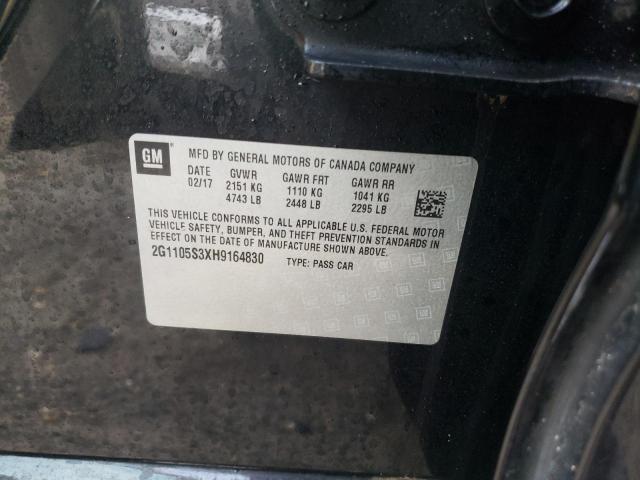 GM
MFD BY GENERAL MOTORS OF CANADA COMPANY
DATE GVWR GAWR FRT GAWR RR
02/17 2151 KG 1110 KG 1041 KG
4743 LB 2448 LB 2295 LB
THIS VEHICLE CONFORMS TO ALL APPLICABLE U.S. FEDERAL MOTOR
VEHICLE SAFETY, BUMPER, AND THEFT PREVENTION STANDARDS IN
EFFECT ON THE DATE OF MANUFACTURE SHOWN ABOVE.
2G1105S3XH9164830 TYPE: PASS CAR